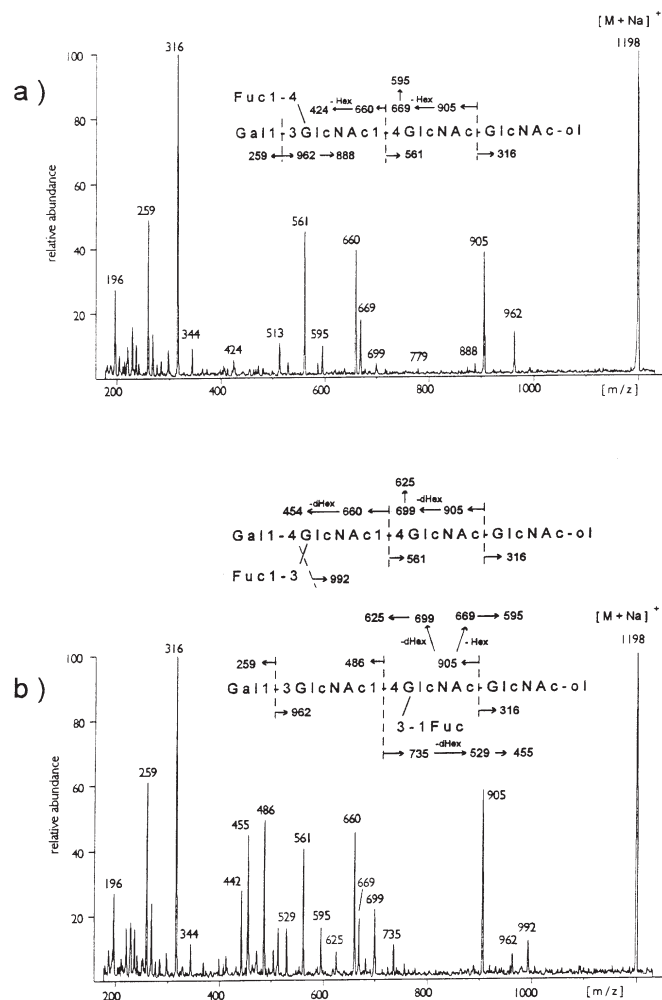 [M + Na]⁺
1198
316
100
a)
80
60
40
20
relative abundance
595
Fuc1-4
424 -Hex 660 669 -Hex 905
Gal1-3GlcNAc1-4GlcNAc-GlcNAc-ol
259 962 888 561 316
259
561
660
905
196
669
962
344
424
513
595
699
779
888
200 400 600 800 1000 [m/z]
625
454 -dHex 660 699 -dHex 905
Gal1-4GlcNAc1-4GlcNAc-GlcNAc-ol
561 316
Fuc1-3 992
625 699 669 595
-dHex -Hex
[M + Na]⁺
1198
316
100
b)
80
60
40
20
relative abundance
259 486 905
Gal1-3GlcNAc1-4GlcNAc-GlcNAc-ol
962 316
3-1Fuc
735 -dHex 529 455
259
905
486
455
660
561
442
669
196
699
529
595
344
625
735
962
992
200 400 600 800 1000 [m/z]